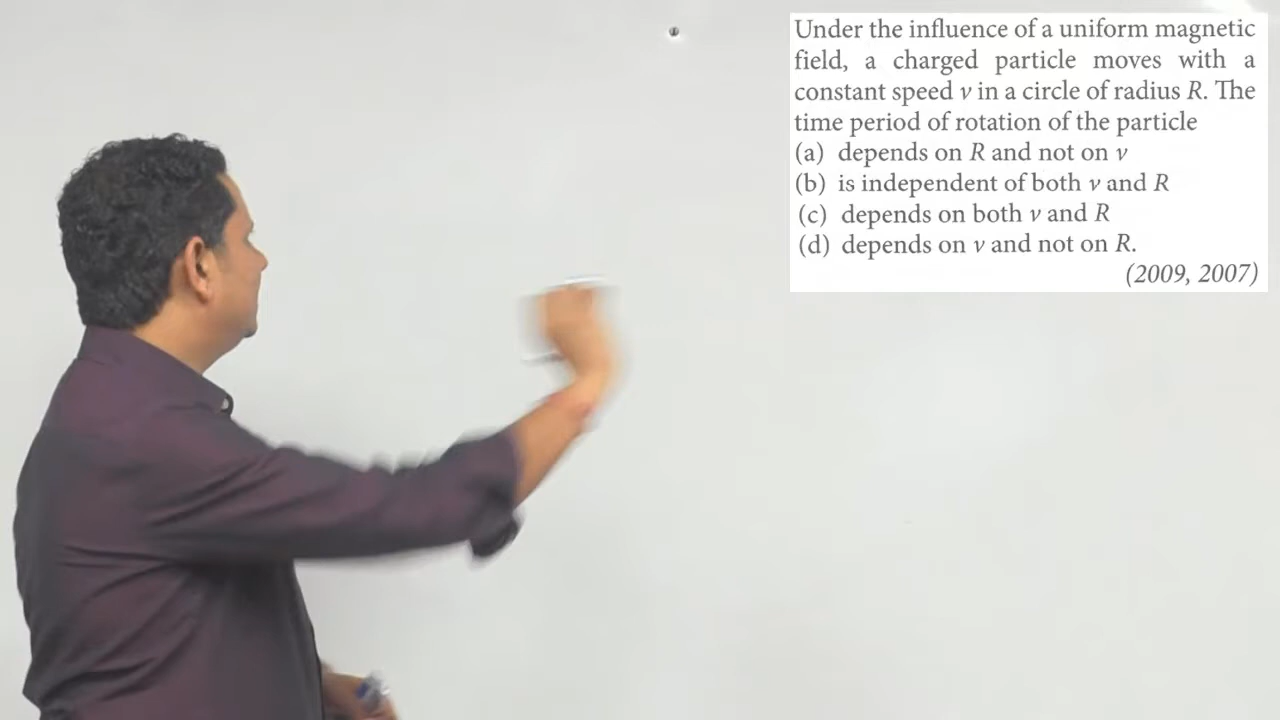 Under the influence of a uniform magnetic
field, a charged particle moves with a
constant speed v in a circle of radius R. The
time period of rotation of the particle
(a) depends on R and not on v
(b) is independent of both v and R
(c) depends on both v and R
(d) depends on v and not on R.
(2009, 2007)